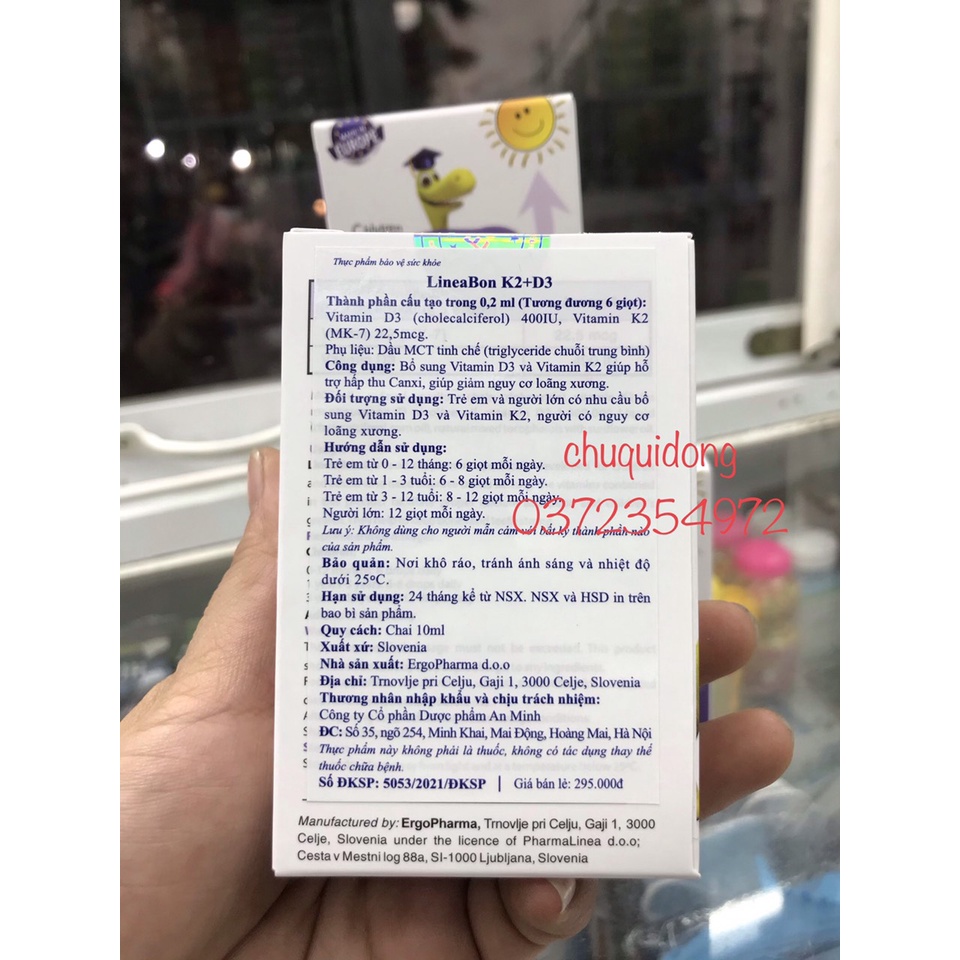 MADE IN
EUROPE
Thực phẩm bảo vệ sức khỏe
LineaBon K2+D3
Thành phần cấu tạo trong 0,2 ml (Tương đương 6 giọt):
Vitamin D3 (cholecalciferol) 400IU, Vitamin K2
(MK-7) 22,5mcg.
Phụ liệu: Dầu MCT tinh chế (triglyceride chuỗi trung bình)
Công dụng: Bổ sung Vitamin D3 và Vitamin K2 giúp hỗ
trợ hấp thu Canxi, giúp giảm nguy cơ loãng xương.
Đối tượng sử dụng: Trẻ em và người lớn có nhu cầu bổ
sung Vitamin D3 và Vitamin K2, người có nguy cơ
loãng xương.
Hướng dẫn sử dụng:
Trẻ em từ 0 - 12 tháng: 6 giọt mỗi ngày.
Trẻ em từ 1 - 3 tuổi: 6 - 8 giọt mỗi ngày.
Trẻ em từ 3 - 12 tuổi: 8 - 12 giọt mỗi ngày.
Người lớn: 12 giọt mỗi ngày.
Lưu ý: Không dùng cho người mẫn cảm với bất kỳ thành phần nào
của sản phẩm.
Bảo quản: Nơi khô ráo, tránh ánh sáng và nhiệt độ
dưới 25ºC.
Hạn sử dụng: 24 tháng kể từ NSX. NSX và HSD in trên
bao bì sản phẩm.
Quy cách: Chai 10ml
Xuất xứ: Slovenia
Nhà sản xuất: ErgoPharma d.o.o
Địa chỉ: Trnovlje pri Celju, Gaji 1, 3000 Celje, Slovenia
Thương nhân nhập khẩu và chịu trách nhiệm:
Công ty Cổ phần Dược phẩm An Minh
ĐC: Số 35, ngõ 254, Minh Khai, Mai Động, Hoàng Mai, Hà Nội
Thực phẩm này không phải là thuốc, không có tác dụng thay thế
thuốc chữa bệnh.
Số ĐKSP: 5053/2021/ĐKSP | Giá bán lẻ: 295.000đ
Manufactured by: ErgoPharma, Trnovlje pri Celju, Gaji 1, 3000
Celje, Slovenia under the licence of PharmaLinea d.o.o;
Cesta v Mestni log 88a, SI-1000 Ljubljana, Slovenia
chuquidong
0372354972